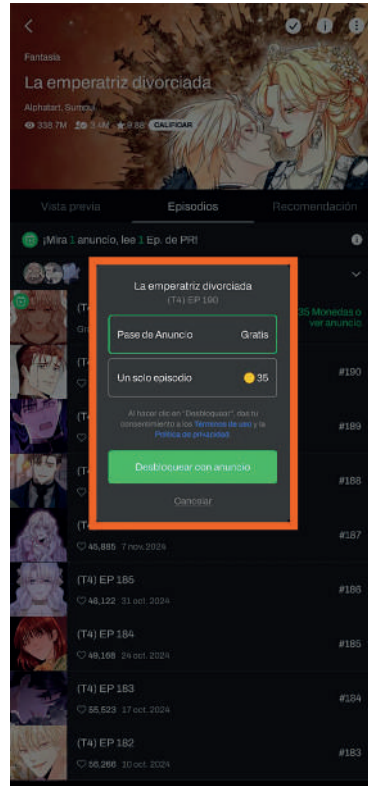 Fantasía
La emperatriz divorciada
Alphatart, Sumpul
338.7M 3.4M 9.88 CALIFICAR
Vista previa Episodios Recomendación
¡Mira 1 anuncio, lee 1 Ep. de PR!
35 Monedas o
ver anuncio
La emperatriz divorciada
(T4) EP 190
Pase de Anuncio Gratis
Un solo episodio 35
Al hacer clic en "Desbloquear", das tu
consentimiento a los Términos de uso y la
Política de privacidad.
Desbloquear con anuncio
Cancelar
#190
#189
#188
#187
45,885 7 nov. 2024
(T4) EP 185
#186
48,122 31 oct. 2024
(T4) EP 184
#185
49,168 24 oct. 2024
(T4) EP 183
#184
55,523 17 oct. 2024
(T4) EP 182
#183
56,266 10 oct. 2024